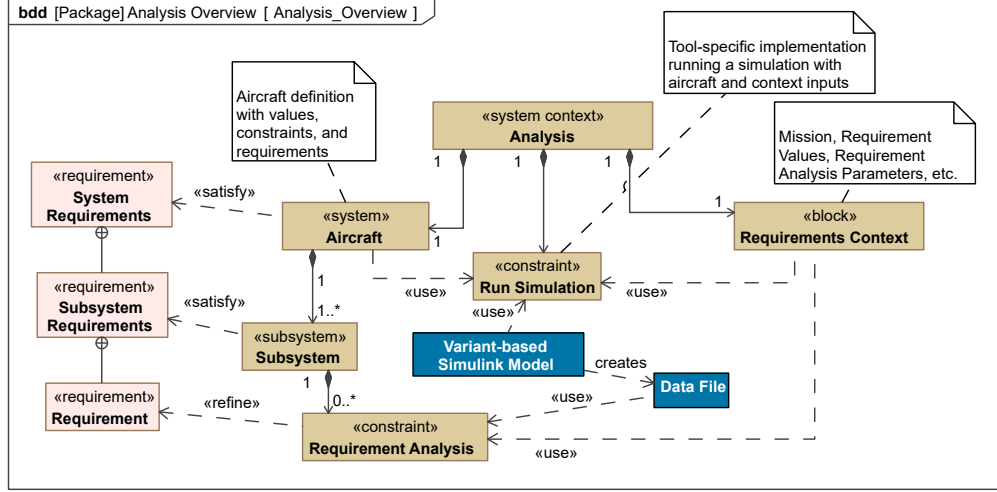 bdd [Package] Analysis Overview [ Analysis_Overview ]
Tool-specific implementation
running a simulation with
aircraft and context inputs
Aircraft definition
with values,
constraints, and
requirements
«system context»
Analysis
1
1
1
Mission, Requirement
Values, Requirement
Analysis Parameters, etc.
«requirement»
System
Requirements
«satisfy»
«system»
Aircraft
1
1
«block»
Requirements Context
«requirement»
Subsystem
Requirements
«satisfy»
1
1..*
«use»
«constraint»
Run Simulation
«use»
«use»
«subsystem»
Subsystem
Variant-based
Simulink Model
creates
Data File
1
0..*
«requirement»
Requirement
«refine»
«use»
«constraint»
Requirement Analysis
«use»